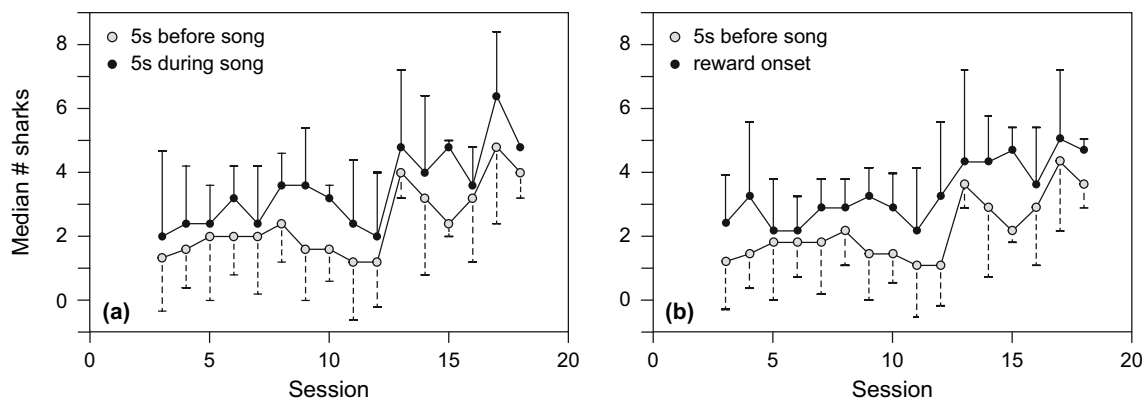 5s before song
5s during song
(a)
8
6
4
2
0
Median # sharks
0 5 10 15 20
Session
5s before song
reward onset
(b)
8
6
4
2
0
0 5 10 15 20
Session